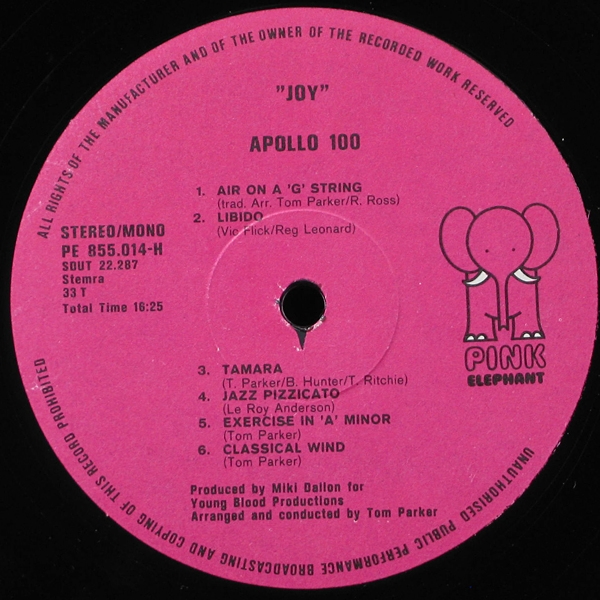 ALL RIGHTS OF THE MANUFACTURER AND OF THE OWNER OF THE RECORDED WORK RESERVED
"JOY"
APOLLO 100
1. AIR ON A 'G' STRING
(trad. Arr. Tom Parker/R. Ross)
2. LIBIDO
(Vic Flick/Reg Leonard)
STEREO/MONO
PE 855.014-H
SDUT 22.287
Stemra
33 T
Total Time 16:25
PINK
ELEPHANT
3. TAMARA
(T. Parker/B. Hunter/T. Ritchie)
4. JAZZ PIZZICATO
(Le Roy Anderson)
5. EXERCISE IN 'A' MINOR
(Tom Parker)
6. CLASSICAL WIND
(Tom Parker)
Produced by Miki Dallon for
Young Blood Productions
Arranged and conducted by Tom Parker
UNAUTHORISED PUBLIC PERFORMANCE BROADCASTING AND COPYING OF THIS RECORD PROHIBITED